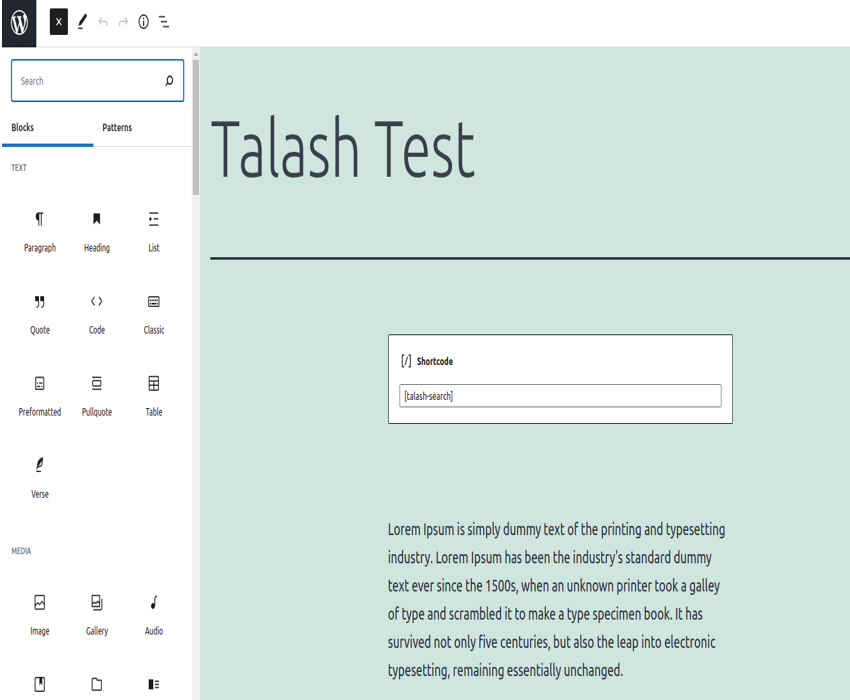 Search
Blocks Patterns
TEXT
Paragraph Heading List
Quote Code Classic
Preformatted Pullquote Table
Verse
MEDIA
Image Gallery Audio
Talash Test
[/] Shortcode
[talash-search]
Lorem Ipsum is simply dummy text of the printing and typesetting
industry. Lorem Ipsum has been the industry's standard dummy
text ever since the 1500s, when an unknown printer took a galley
of type and scrambled it to make a type specimen book. It has
survived not only five centuries, but also the leap into electronic
typesetting, remaining essentially unchanged.